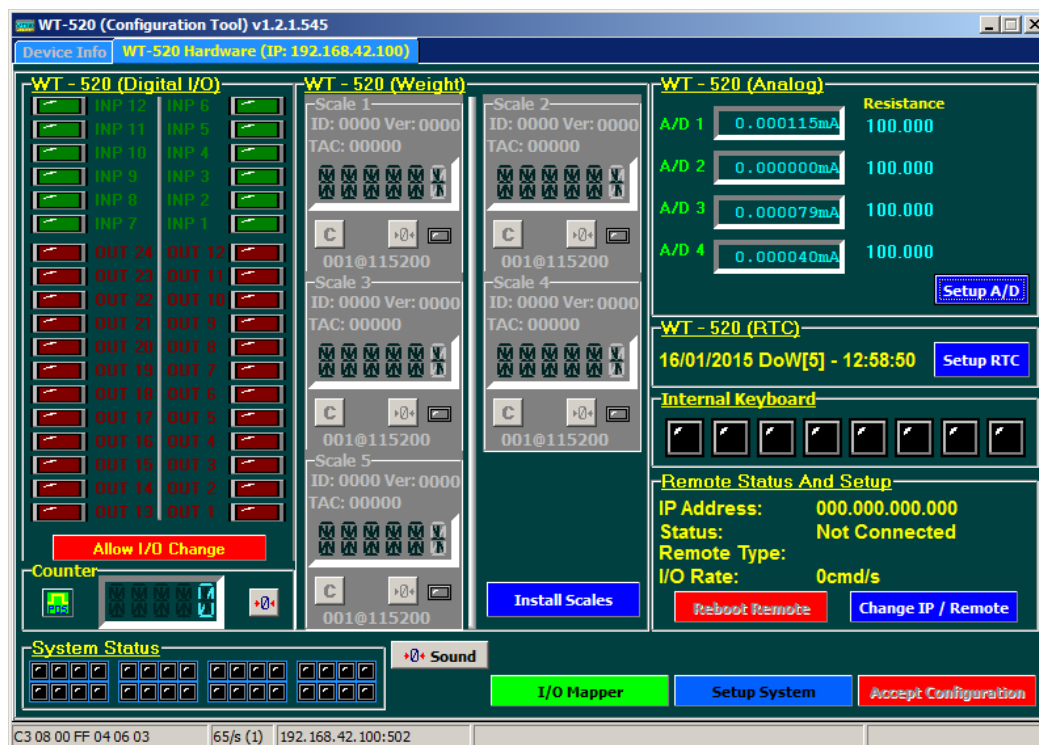 WT-520 (Configuration Tool) v1.2.1.545
Device Info WT-520 Hardware (IP: 192.168.42.100)
WT - 520 (Digital I/O)
INP 12 INP 6
INP 11 INP 5
INP 10 INP 4
INP 9 INP 3
INP 8 INP 2
INP 7 INP 1
OUT 24 OUT 12
OUT 23 OUT 11
OUT 22 OUT 10
OUT 21 OUT 9
OUT 20 OUT 8
OUT 19 OUT 7
OUT 18 OUT 6
OUT 17 OUT 5
OUT 16 OUT 4
OUT 15 OUT 3
OUT 14 OUT 2
OUT 13 OUT 1
Allow I/O Change
Counter
POS
→0←
WT - 520 (Weight)
Scale 1
ID: 0000 Ver: 0000
TAC: 00000
C →0←
001@115200
Scale 2
ID: 0000 Ver: 0000
TAC: 00000
C →0←
001@115200
Scale 3
ID: 0000 Ver: 0000
TAC: 00000
C →0←
001@115200
Scale 4
ID: 0000 Ver: 0000
TAC: 00000
C →0←
001@115200
Scale 5
ID: 0000 Ver: 0000
TAC: 00000
C →0←
001@115200
Install Scales
WT - 520 (Analog)
Resistance
A/D 1 0.000115mA 100.000
A/D 2 0.000000mA 100.000
A/D 3 0.000079mA 100.000
A/D 4 0.000040mA 100.000
Setup A/D
WT - 520 (RTC)
16/01/2015 DoW[5] - 12:58:50 Setup RTC
Internal Keyboard
Remote Status And Setup
IP Address: 000.000.000.000
Status: Not Connected
Remote Type:
I/O Rate: 0cmd/s
Reboot Remote Change IP / Remote
System Status
→0← Sound
I/O Mapper Setup System Accept Configuration
C3 08 00 FF 04 06 03 65/s (1) 192.168.42.100:502